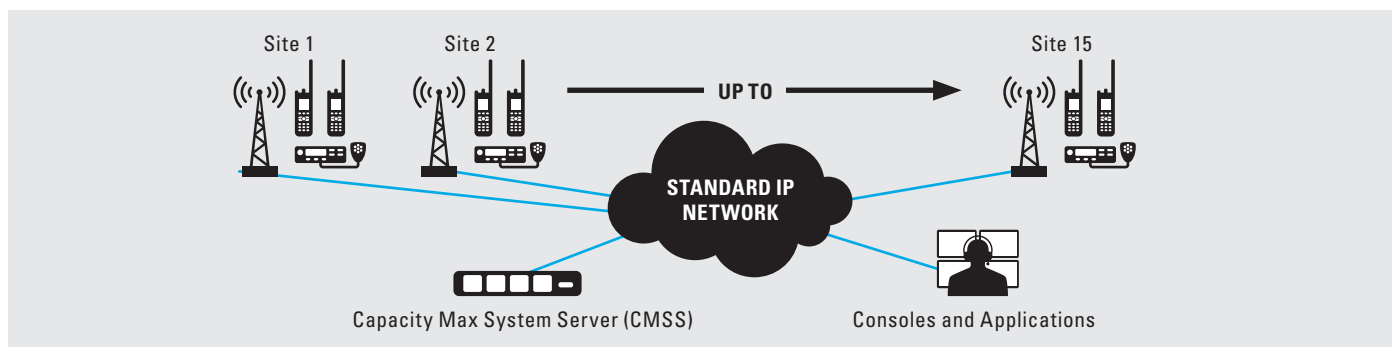 Site 1
Site 2
Site 15
UP TO
STANDARD IP
NETWORK
Capacity Max System Server (CMSS)
Consoles and Applications